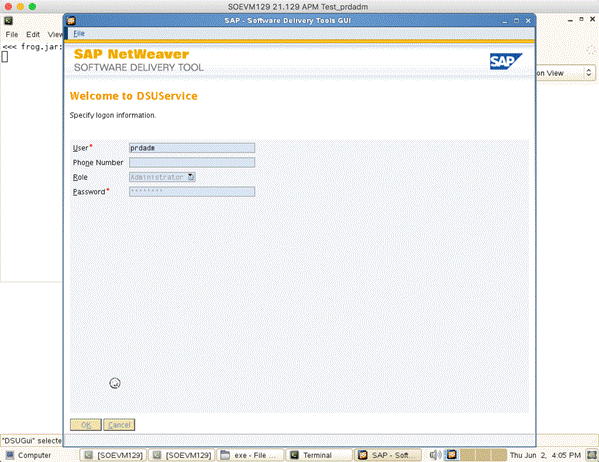 SOEVM129 21.129 APM Test_prdadm
SAP - Software Delivery Tools GUI
File Edit View
File
<<< frog.jar:
SAP NetWeaver
SOFTWARE DELIVERY TOOL
SAP
on View
Welcome to DSUService
Specify logon information.
User* prdadm
Phone Number
Role Administrator
Password* ********
OK Cancel
"DSUGui" selecte
Computer [SOEVM129] [SOEVM129] exe - File ... Terminal SAP - Soft... Thu Jun 2, 4:05 PM